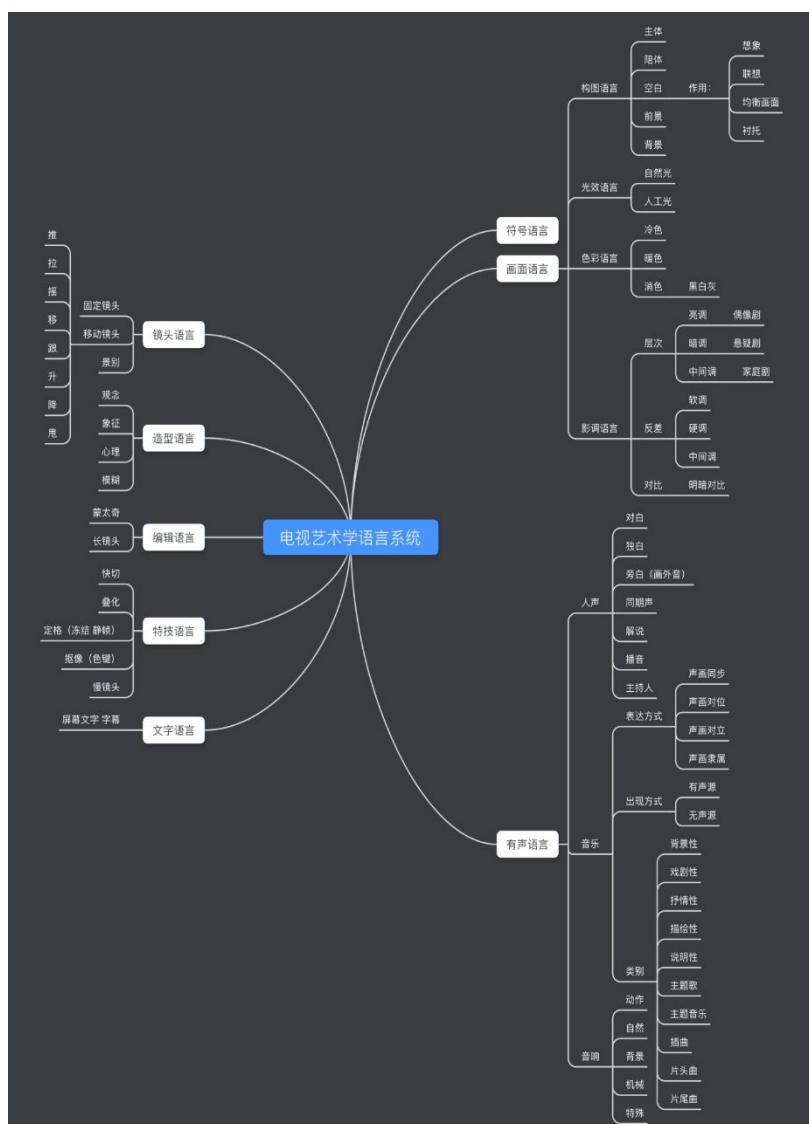 电视艺术学语言系统
符号语言
画面语言
构图语言
主体
陪体
空白
作用:
想象
联想
均衡画面
衬托
前景
背景
光效语言
自然光
人工光
色彩语言
冷色
暖色
消色
黑白灰
影调语言
层次
亮调
偶像剧
暗调
悬疑剧
中间调
家庭剧
反差
软调
硬调
中间调
对比
明暗对比
有声语言
人声
对白
独白
旁白（画外音）
同期声
解说
播音
主持人
音乐
表达方式
声画同步
声画对位
声画对立
声画隶属
出现方式
有声源
无声源
类别
背景性
戏剧性
抒情性
描绘性
说明性
主题歌
主题音乐
插曲
片头曲
片尾曲
音响
动作
自然
背景
机械
特殊
镜头语言
固定镜头
移动镜头
推
拉
摇
移
跟
升
降
甩
景别
造型语言
观念
象征
心理
模糊
编辑语言
蒙太奇
长镜头
特技语言
快切
叠化
定格（冻结 静帧）
抠像（色键）
慢镜头
文字语言
屏幕文字 字幕